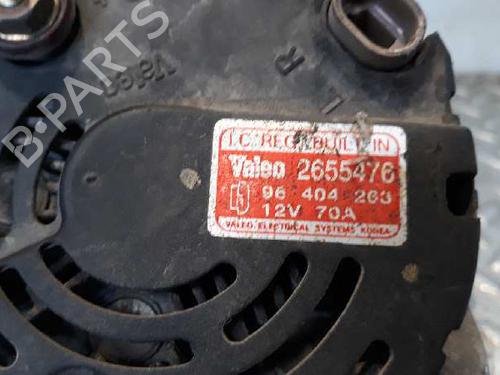 B-PARTS
Valeo
L R I
I.C. REG. BUILT IN
Valeo 2655476
96 404 263
12V 70A
VALEO ELECTRICAL SYSTEMS KOREA